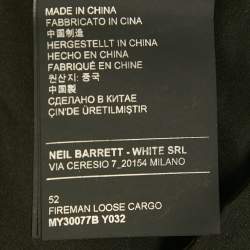 MADE IN CHINA
FABBRICATO IN CINA
中国制造
HERGESTELLT IN CHINA
HECHO EN CHINA
FABRIQUÉ EN CHINE
원산지: 중국
中国製
СДЕЛАНО В КИТАЕ
ÇIN'DE ÜRETILMIŞTIR
NEIL BARRETT - WHITE SRL
VIA CERESIO 7_20154 MILANO
52
FIREMAN LOOSE CARGO
MY30077B Y032